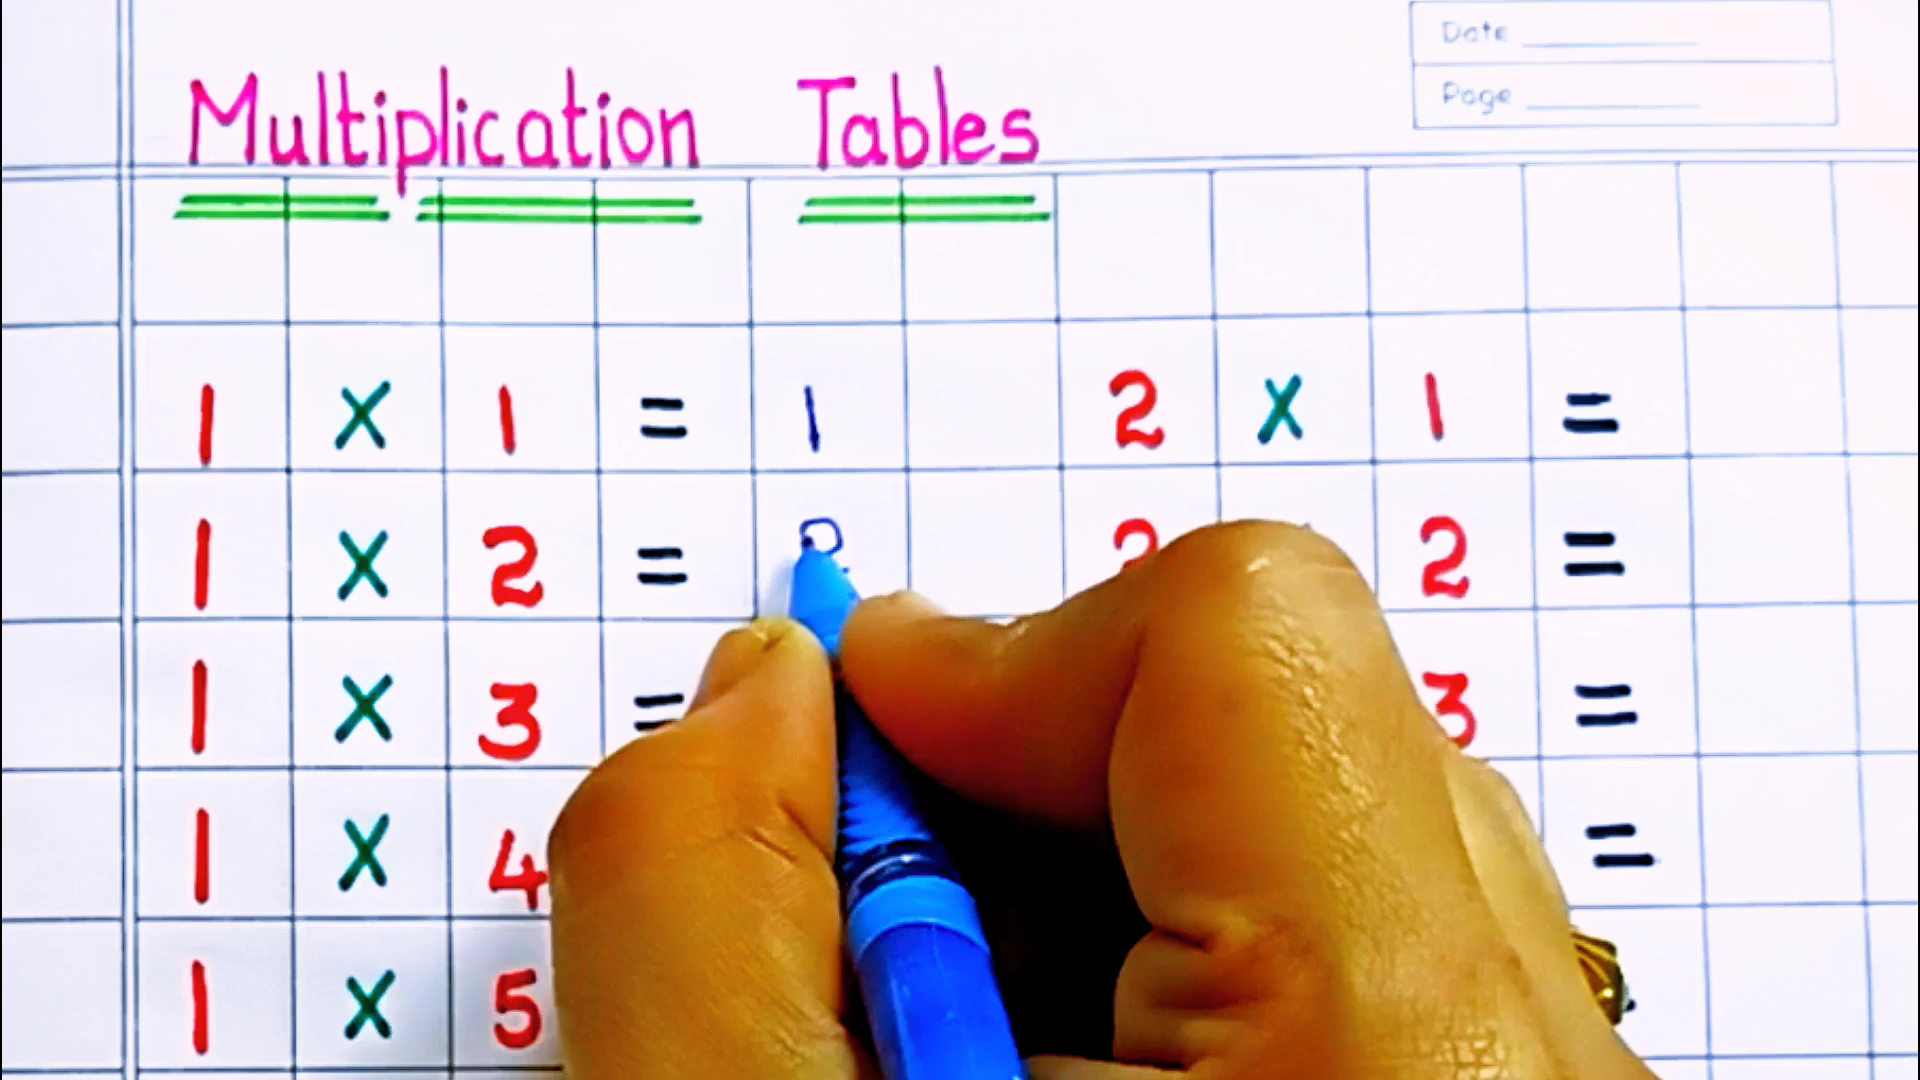 Date
Page
Multiplication Tables
1 × 1 = 1 2 × 1 =
1 × 2 = 2 2 =
1 × 3 = 3 =
1 × 4 =
1 × 5